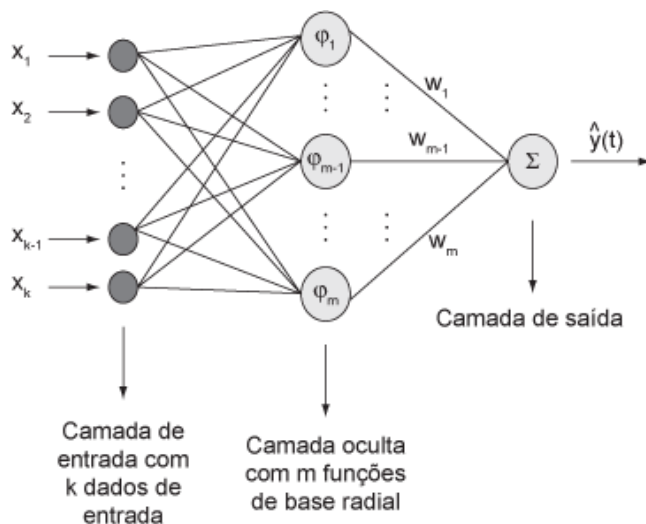 x₁
x₂
⋮
xₖ₋₁
xₖ
φ₁
⋮ ⋮
φₘ₋₁
⋮ ⋮
φₘ
w₁
wₘ₋₁
wₘ
Σ
ŷ(t)
Camada de saída
Camada de
entrada com
k dados de
entrada
Camada oculta
com m funções
de base radial